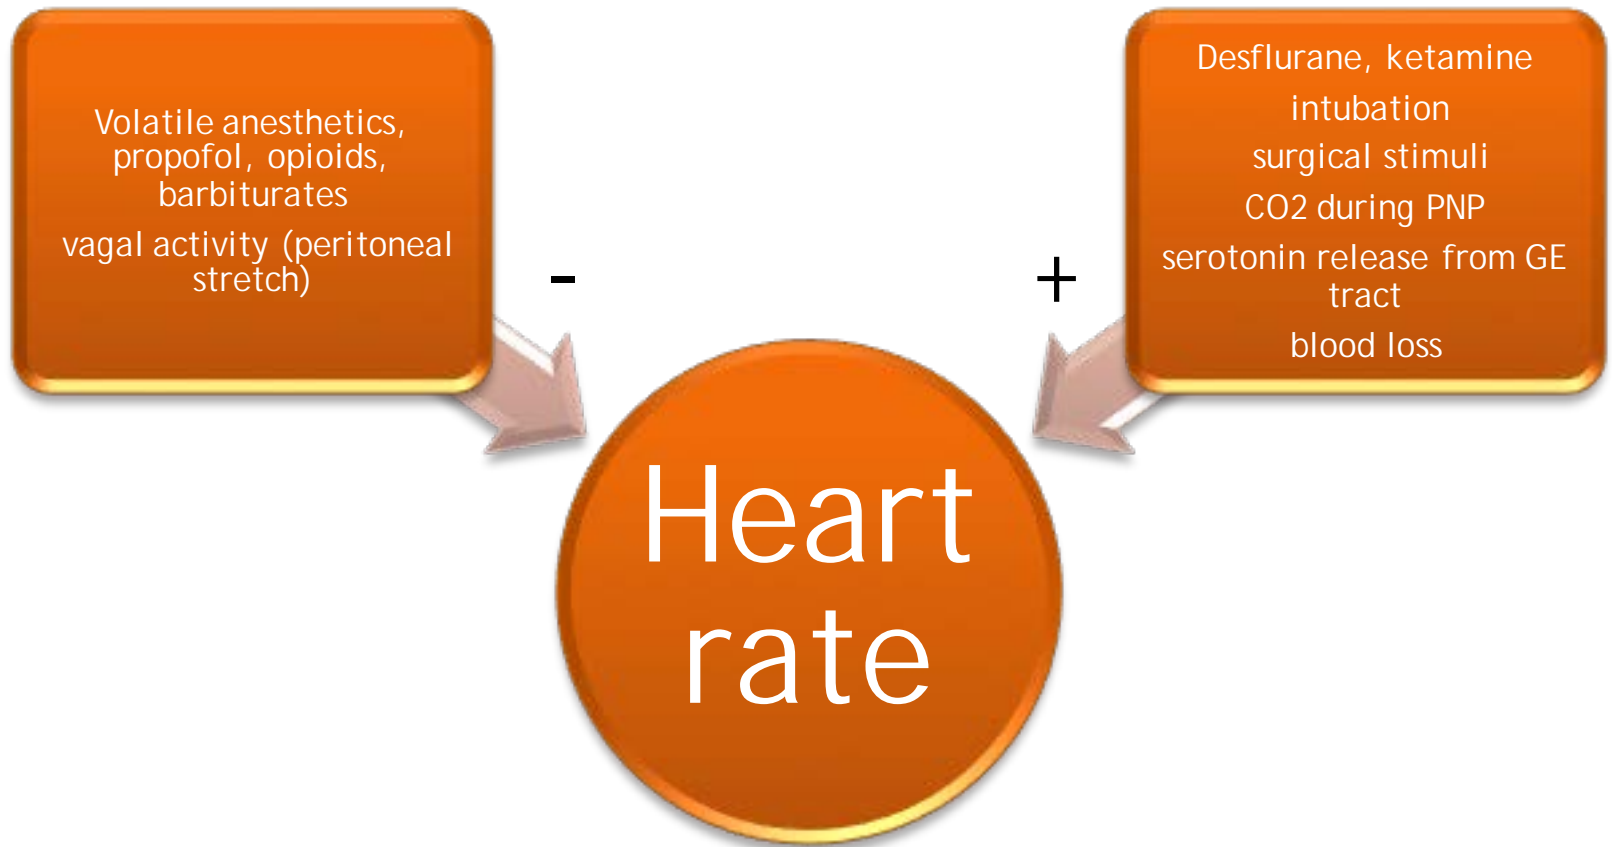 Volatile anesthetics,
propofol, opioids,
barbiturates
vagal activity (peritoneal
stretch)
-
+
Desflurane, ketamine
intubation
surgical stimuli
CO2 during PNP
serotonin release from GE
tract
blood loss
Heart
rate